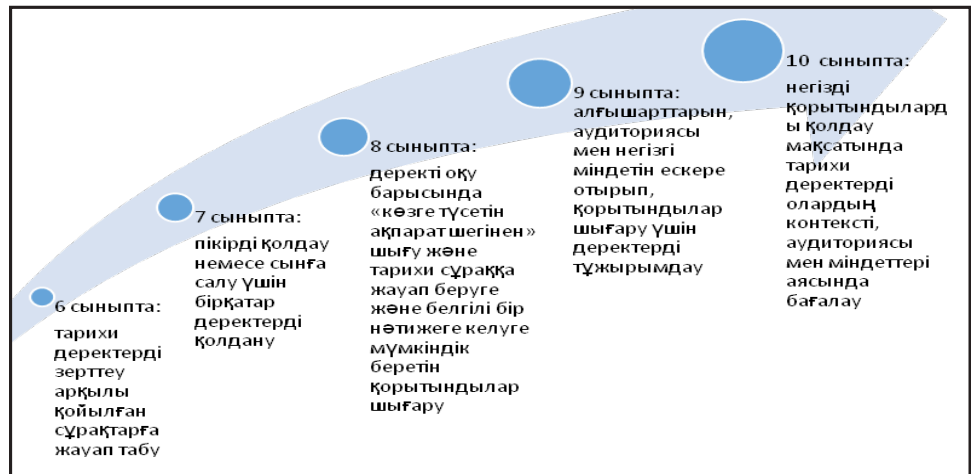 6 сыныпта:
тарихи
деректерді
зерттеу
арқылы
қойылған
сұрақтарға
жауап табу
7 сыныпта:
пікірді қолдау
немесе сынға
салу үшін
бірқатар
деректерді
қолдану
8 сыныпта:
деректі оқу
барысында
«көзге түсетін
ақпарат шегінен»
шығу және
тарихи сұраққа
жауап беруге
және белгілі бір
нәтижеге келуге
мүмкіндік
беретін
қорытындылар
шығару
9 сыныпта:
алғышарттарын,
аудиториясы
мен негізгі
міндетін ескере
отырып,
қорытындылар
шығару үшін
деректерді
тұжырымдау
10 сыныпта:
негізді
қорытындылард
ы қолдау
мақсатында
тарихи
деректерді
олардың
контексті,
аудиториясы
мен міндеттері
аясында
бағалау